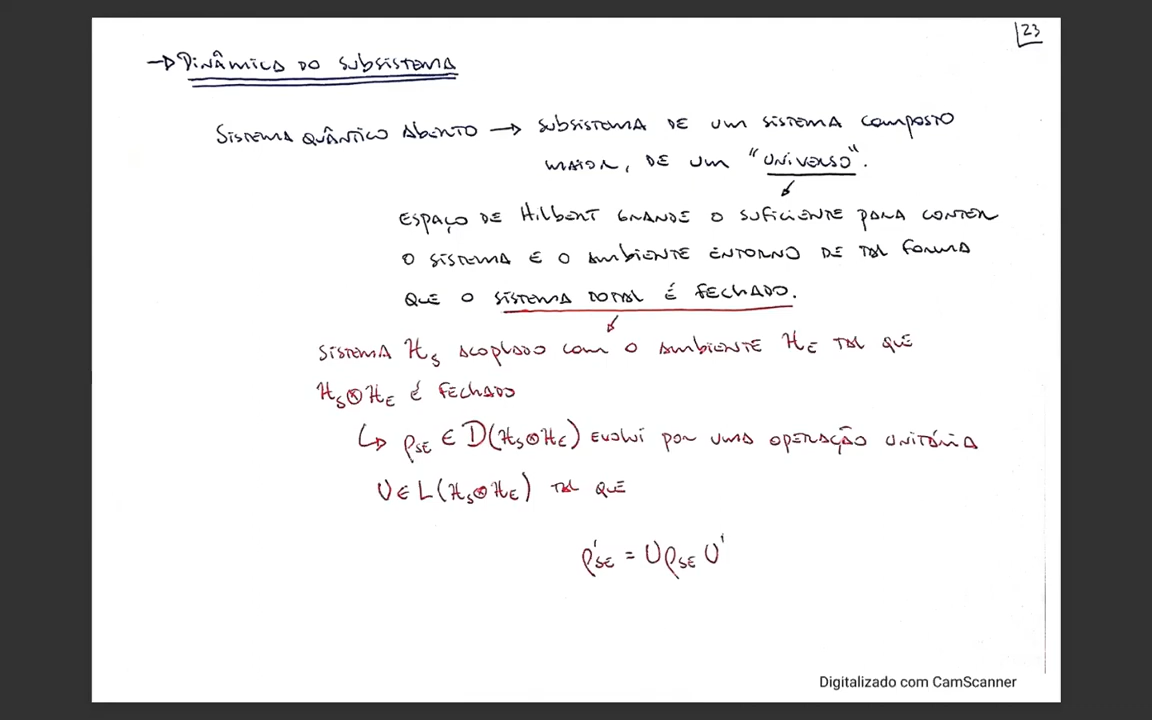 23
→ Dinâmica do subsistema
Sistema quântico aberto → subsistema de um sistema composto
maior, de um "universo".
Espaço de Hilbert grande o suficiente para conter
o sistema e o ambiente entorno de tal forma
que o sistema total é fechado.
Sistema ℋ_S acoplado com o ambiente ℋ_E tal que
ℋ_S⊗ℋ_E é fechado
↳ ρ_SE ∈ D(ℋ_S⊗ℋ_E) evolui por uma operação unitária
U ∈ L(ℋ_S⊗ℋ_E) tal que
ρ'_SE = U ρ_SE U'
Digitalizado com CamScanner